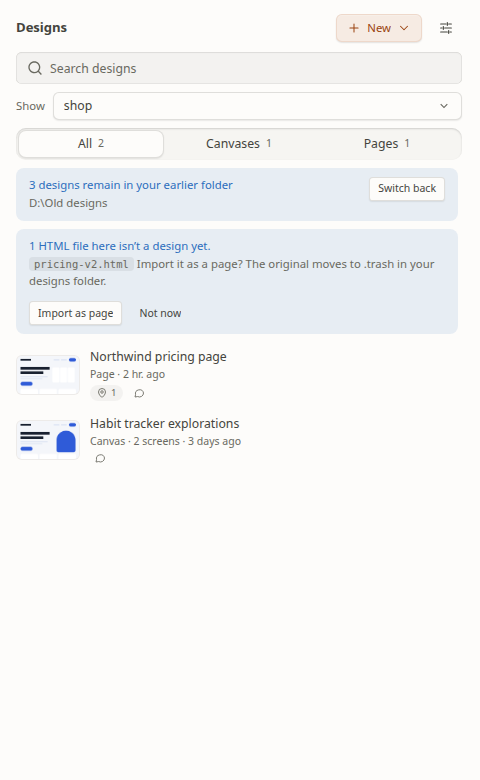 Designs
New
Search designs
Show
shop
All 2
Canvases 1
Pages 1
3 designs remain in your earlier folder
D:\Old designs
Switch back
1 HTML file here isn't a design yet.
pricing-v2.html Import it as a page? The original moves to .trash in your
designs folder.
Import as page
Not now
Northwind pricing page
Page · 2 hr. ago
1
Habit tracker explorations
Canvas · 2 screens · 3 days ago